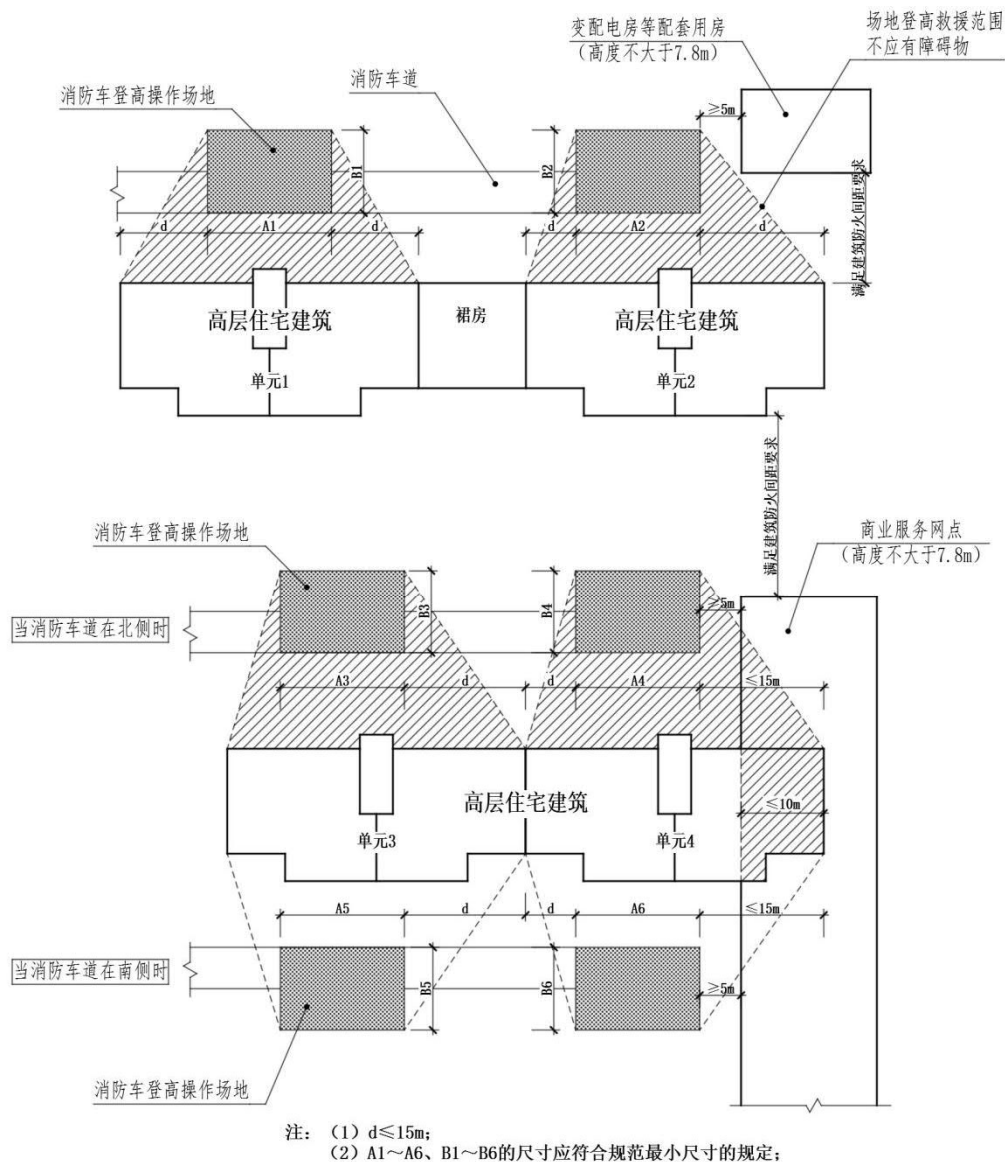 变配电房等配套用房
（高度不大于7.8m）
场地登高救援范围
不应有障碍物
消防车道
消防车登高操作场地
≥5m
B1
B2
满足建筑防火间距要求
d
A1
d
d
A2
d
高层住宅建筑
裙房
高层住宅建筑
单元1
单元2
满足建筑防火间距要求
消防车登高操作场地
商业服务网点
（高度不大于7.8m）
当消防车道在北侧时
B3
B4
≥5m
A3
d
d
A4
≤15m
高层住宅建筑
≤10m
单元3
单元4
A5
d
d
A6
≤15m
当消防车道在南侧时
B5
B6
≥5m
消防车登高操作场地
注：（1）d≤15m；
（2）A1～A6、B1～B6的尺寸应符合规范最小尺寸的规定；